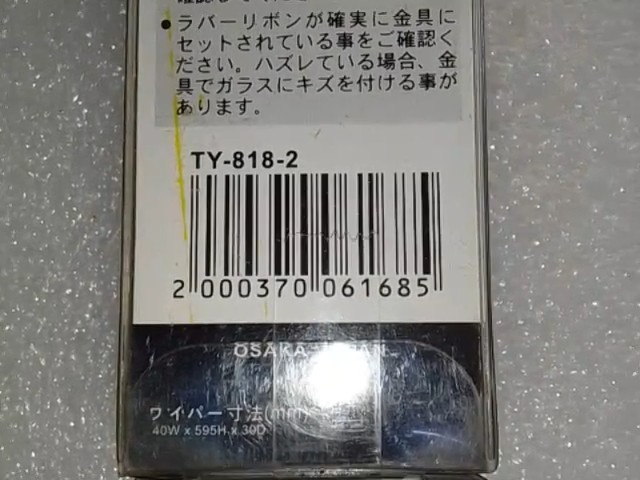 ●ラバーリボンが確実に金具に
セットされている事をご確認く
ださい。ハズレている場合、金
具でガラスにキズを付ける事が
あります。
TY-818-2
2 000370 061685
OSAKA JAPAN
ワイパー寸法(mm)
40W x 595H x 30D